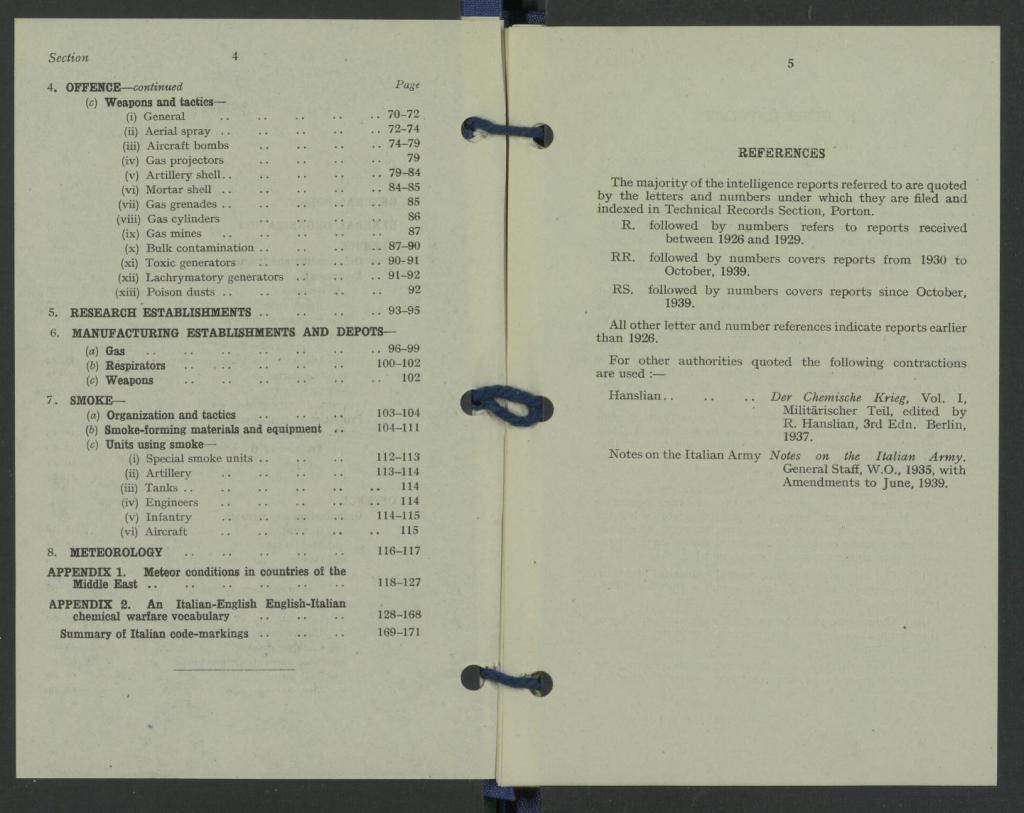 Section 4
4. OFFENCE—continued Page
(c) Weapons and tactics—
(i) General .. .. .. .. .. 70–72
(ii) Aerial spray .. .. .. .. .. 72–74
(iii) Aircraft bombs .. .. .. .. 74–79
(iv) Gas projectors .. .. .. .. 79
(v) Artillery shell.. .. .. .. .. 79–84
(vi) Mortar shell .. .. .. .. .. 84–85
(vii) Gas grenades .. .. .. .. .. 85
(viii) Gas cylinders .. .. .. .. 86
(ix) Gas mines .. .. .. .. 87
(x) Bulk contamination .. .. .. .. 87–90
(xi) Toxic generators .. .. .. .. 90–91
(xii) Lachrymatory generators .. .. .. 91–92
(xiii) Poison dusts .. .. .. .. .. 92
5. RESEARCH ESTABLISHMENTS .. .. .. .. 93–95
6. MANUFACTURING ESTABLISHMENTS AND DEPOTS—
(a) Gas .. .. .. .. .. .. .. 96–99
(b) Respirators .. .. .. .. .. 100–102
(c) Weapons .. .. .. .. .. .. 102
7. SMOKE—
(a) Organization and tactics .. .. .. 103–104
(b) Smoke-forming materials and equipment .. 104–111
(c) Units using smoke—
(i) Special smoke units .. .. .. 112–113
(ii) Artillery .. .. .. .. 113–114
(iii) Tanks .. .. .. .. .. .. 114
(iv) Engineers .. .. .. .. .. 114
(v) Infantry .. .. .. .. 114–115
(vi) Aircraft .. .. .. .. .. 115
8. METEOROLOGY .. .. .. .. .. 116–117
APPENDIX 1. Meteor conditions in countries of the
Middle East .. .. .. .. .. .. 118–127
APPENDIX 2. An Italian-English English-Italian
chemical warfare vocabulary .. .. .. 128–168
Summary of Italian code-markings .. .. .. 169–171
5
REFERENCES
The majority of the intelligence reports referred to are quoted
by the letters and numbers under which they are filed and
indexed in Technical Records Section, Porton.
R. followed by numbers refers to reports received
between 1926 and 1929.
RR. followed by numbers covers reports from 1930 to
October, 1939.
RS. followed by numbers covers reports since October,
1939.
All other letter and number references indicate reports earlier
than 1926.
For other authorities quoted the following contractions
are used :—
Hanslian.. .. .. Der Chemische Krieg, Vol. I,
Militärischer Teil, edited by
R. Hanslian, 3rd Edn. Berlin,
1937.
Notes on the Italian Army Notes on the Italian Army.
General Staff, W.O., 1935, with
Amendments to June, 1939.